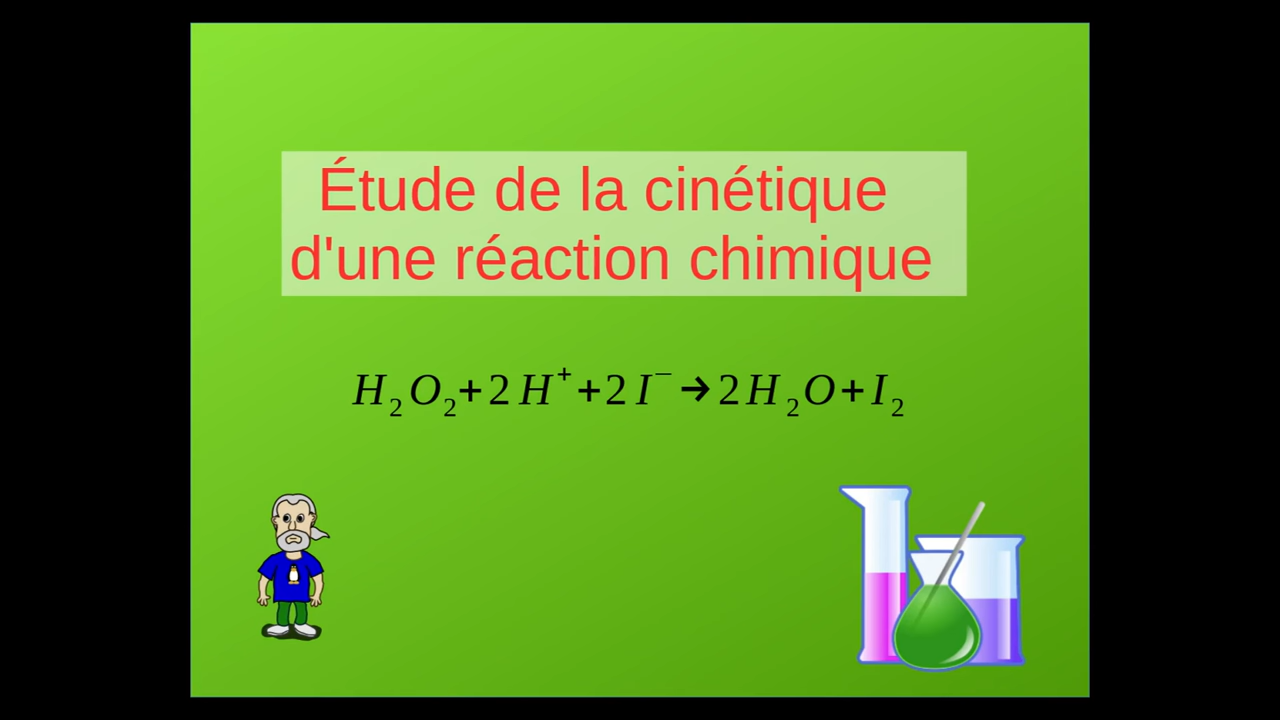 Étude de la cinétique
d'une réaction chimique
H₂O₂+2H⁺+2I⁻→2H₂O+I₂